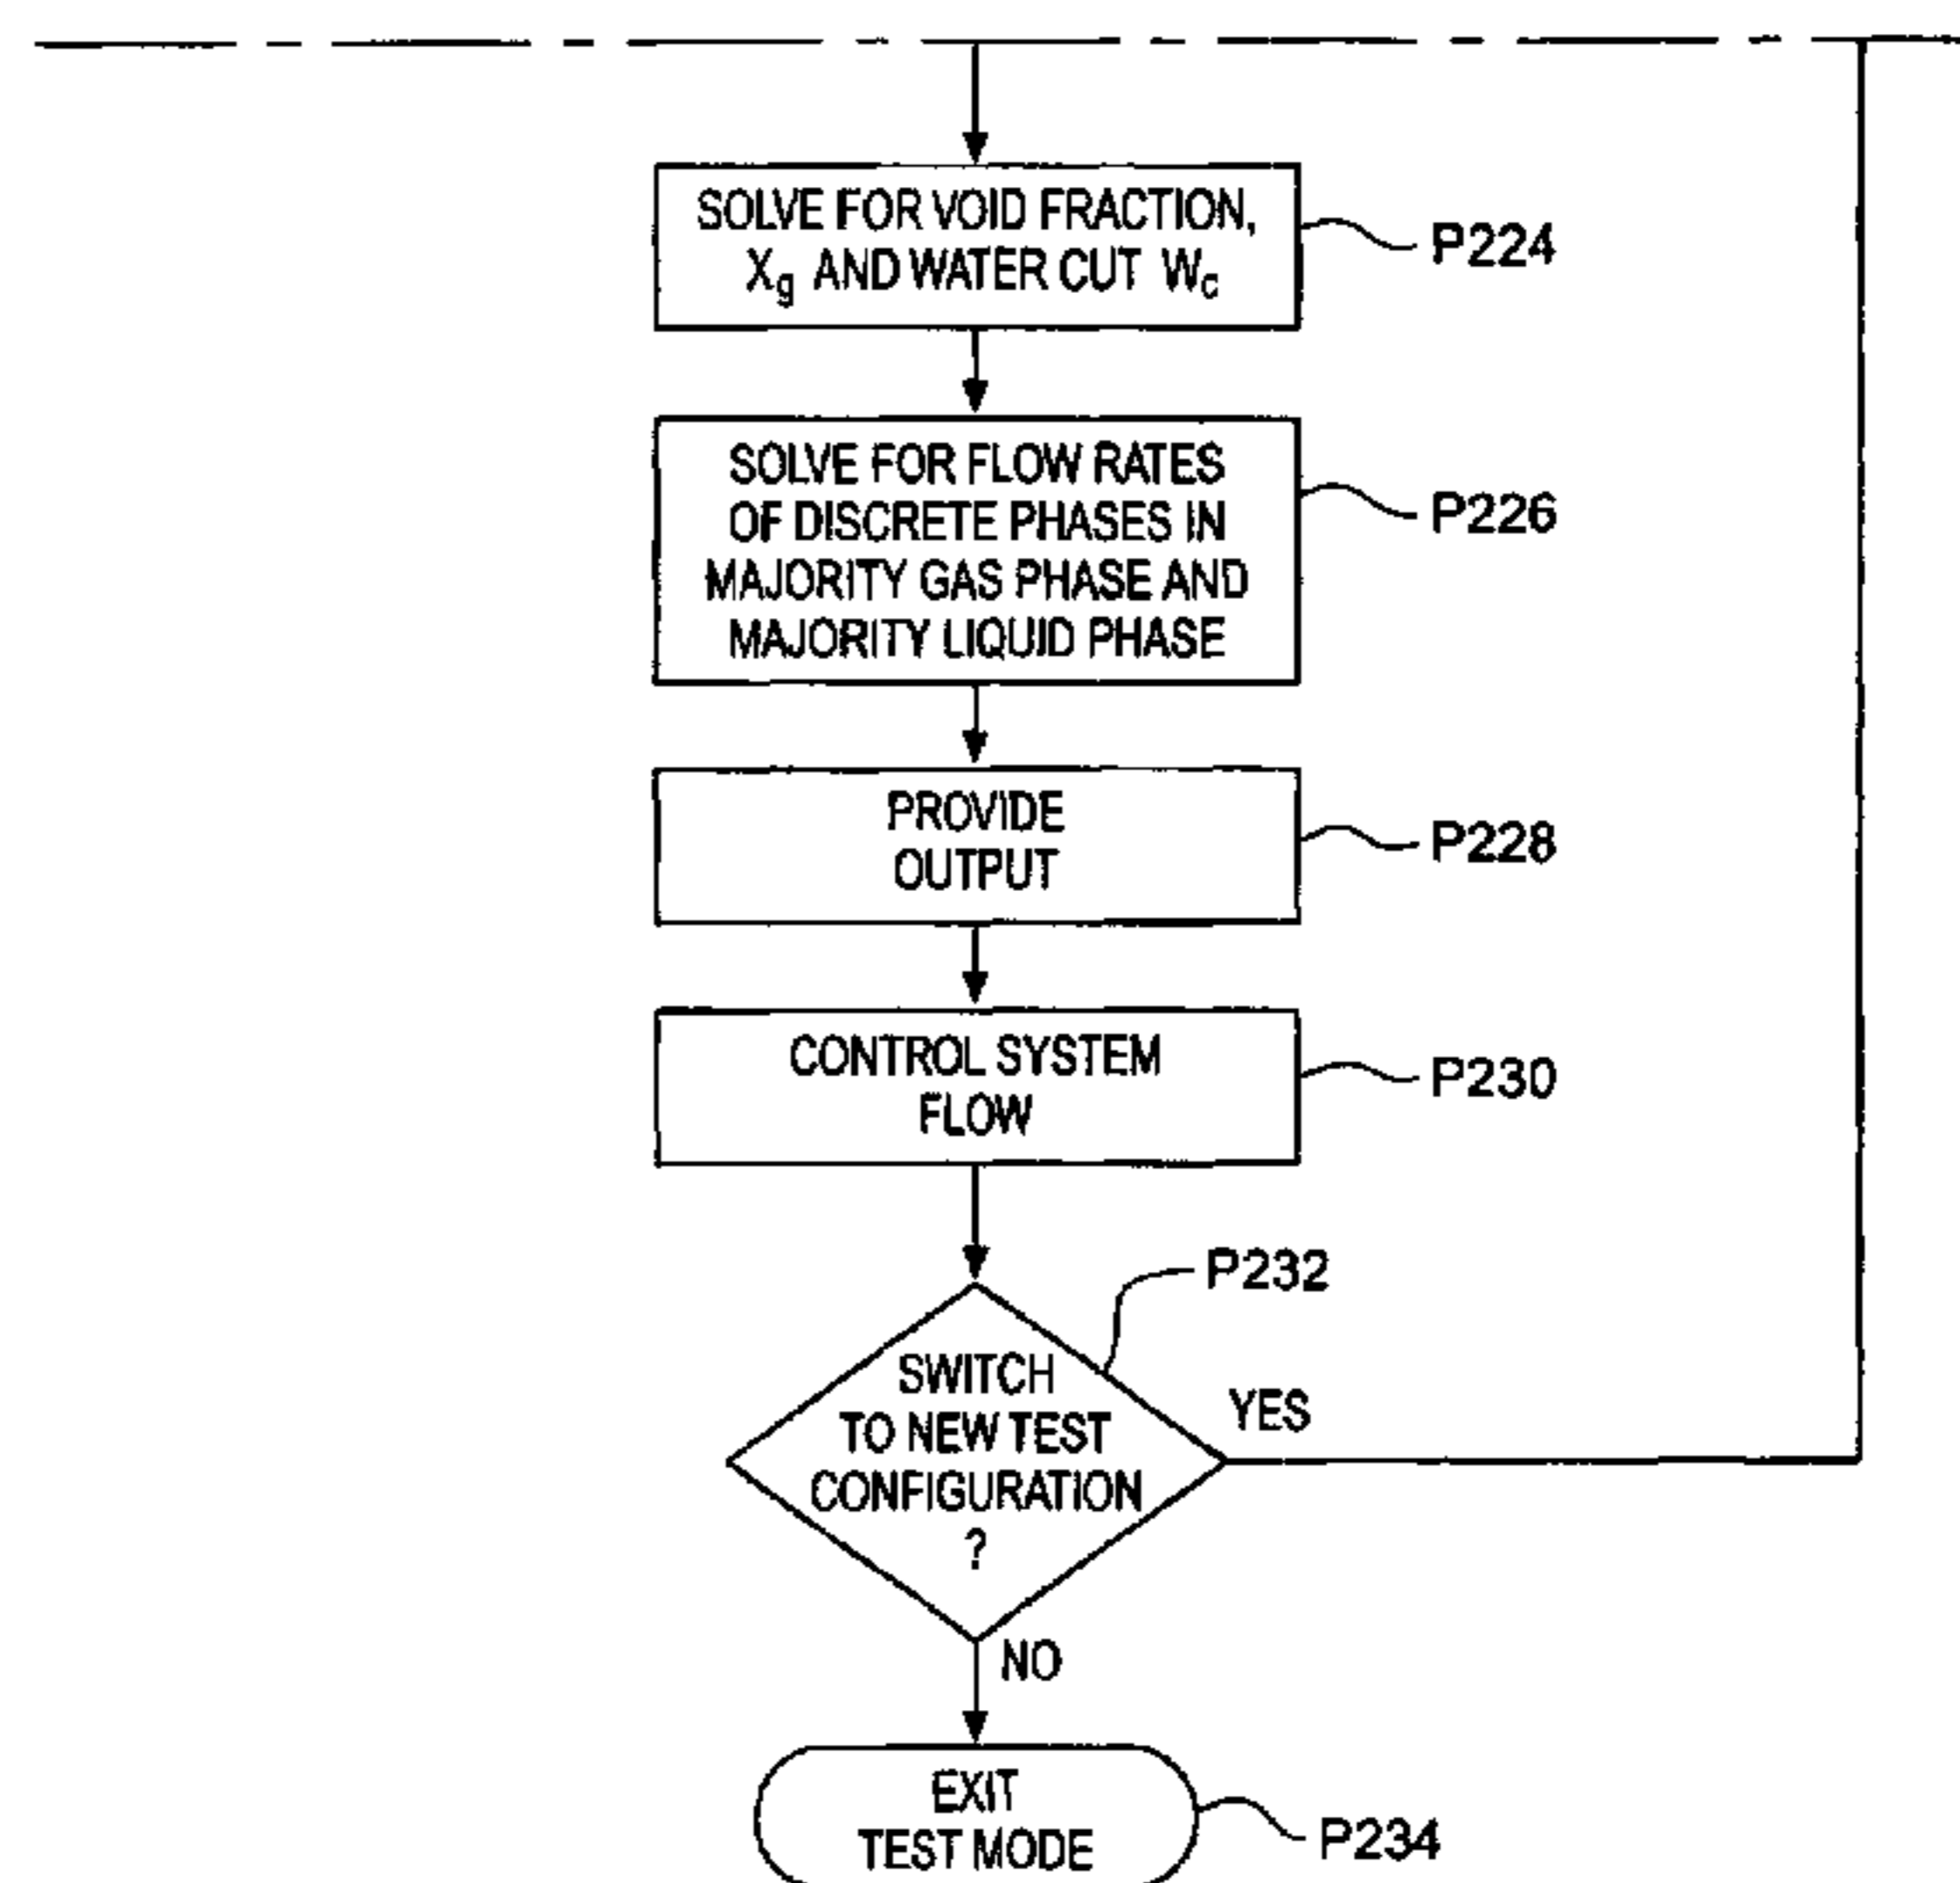 SOLVE FOR VOID FRACTION,
Xg AND WATER CUT Wc
P224
SOLVE FOR FLOW RATES
OF DISCRETE PHASES IN
MAJORITY GAS PHASE AND
MAJORITY LIQUID PHASE
P226
PROVIDE
OUTPUT
P228
CONTROL SYSTEM
FLOW
P230
P232
SWITCH
TO NEW TEST
CONFIGURATION
?
YES
NO
EXIT
TEST MODE
P234